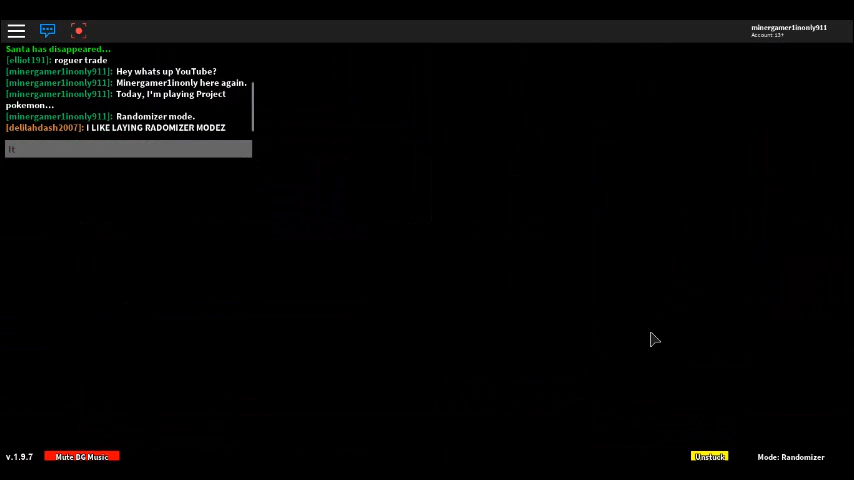 minergamer1inonly911
Account: 13+
Santa has disappeared...
[elliot191]: roguer trade
[minergamer1inonly911]: Hey whats up YouTube?
[minergamer1inonly911]: Minergamer1inonly here again.
[minergamer1inonly911]: Today, I'm playing Project
pokemon...
[minergamer1inonly911]: Randomizer mode.
[delilahdash2007]: I LIKE LAYING RADOMIZER MODEZ
It
v.1.9.7
Mute BG Music
Unstuck
Mode: Randomizer